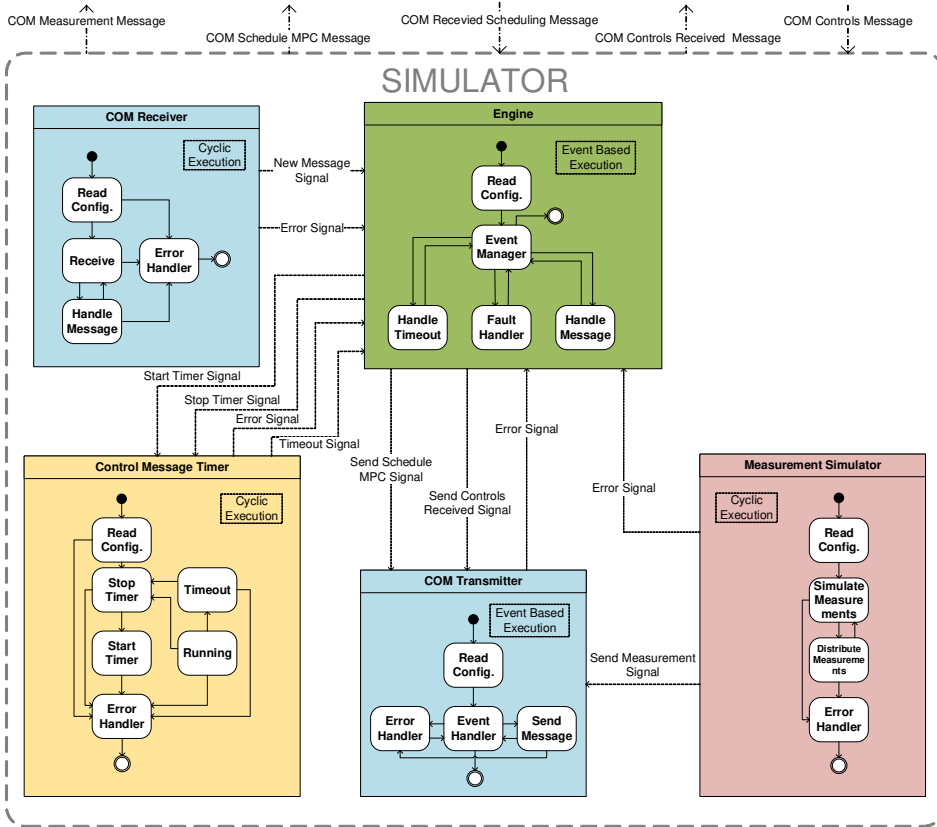 COM Measurement Message
COM Schedule MPC Message
COM Recevied Scheduling Message
COM Controls Received  Message
COM Controls Message
SIMULATOR
COM Receiver
Cyclic
Execution
Read
Config.
Receive
Error
Handler
Handle
Message
New Message
Signal
Error Signal
Engine
Event Based
Execution
Read
Config.
Event
Manager
Handle
Timeout
Fault
Handler
Handle
Message
Start Timer Signal
Stop Timer Signal
Error Signal
Timeout Signal
Send Schedule
MPC Signal
Send Controls
Received Signal
Error Signal
Error Signal
Control Message Timer
Cyclic
Execution
Read
Config.
Stop
Timer
Timeout
Start
Timer
Running
Error
Handler
COM Transmitter
Event Based
Execution
Read
Config.
Error
Handler
Event
Handler
Send
Message
Send Measurement
Signal
Measurement Simulator
Cyclic
Execution
Read
Config.
Simulate
Measure
ments
Distribute
Measureme
nts
Error
Handler